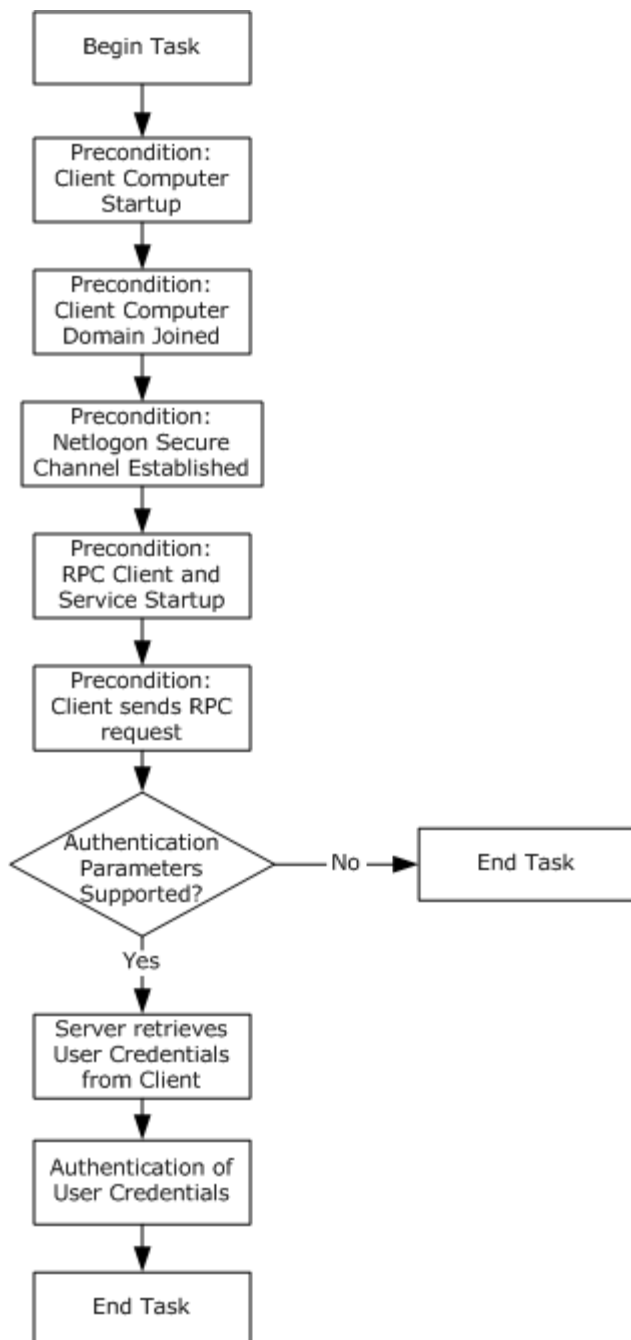 Begin Task
Precondition:
Client Computer
Startup
Precondition:
Client Computer
Domain Joined
Precondition:
Netlogon Secure
Channel Established
Precondition:
RPC Client and
Service Startup
Precondition:
Client sends RPC
request
Authentication
Parameters
Supported?
No
End Task
Yes
Server retrieves
User Credentials
from Client
Authentication of
User Credentials
End Task